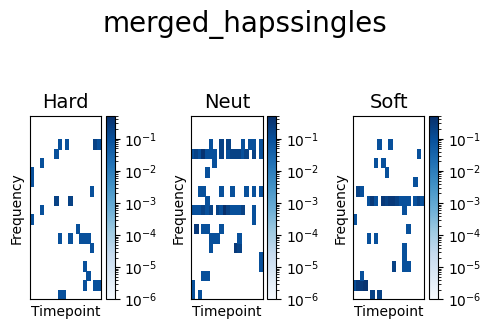 merged_hapssingles
Hard
Neut
Soft
Frequency
10⁻¹
10⁻²
10⁻³
10⁻⁴
10⁻⁵
10⁻⁶
Timepoint
Frequency
10⁻¹
10⁻²
10⁻³
10⁻⁴
10⁻⁵
10⁻⁶
Timepoint
Frequency
10⁻¹
10⁻²
10⁻³
10⁻⁴
10⁻⁵
10⁻⁶
Timepoint